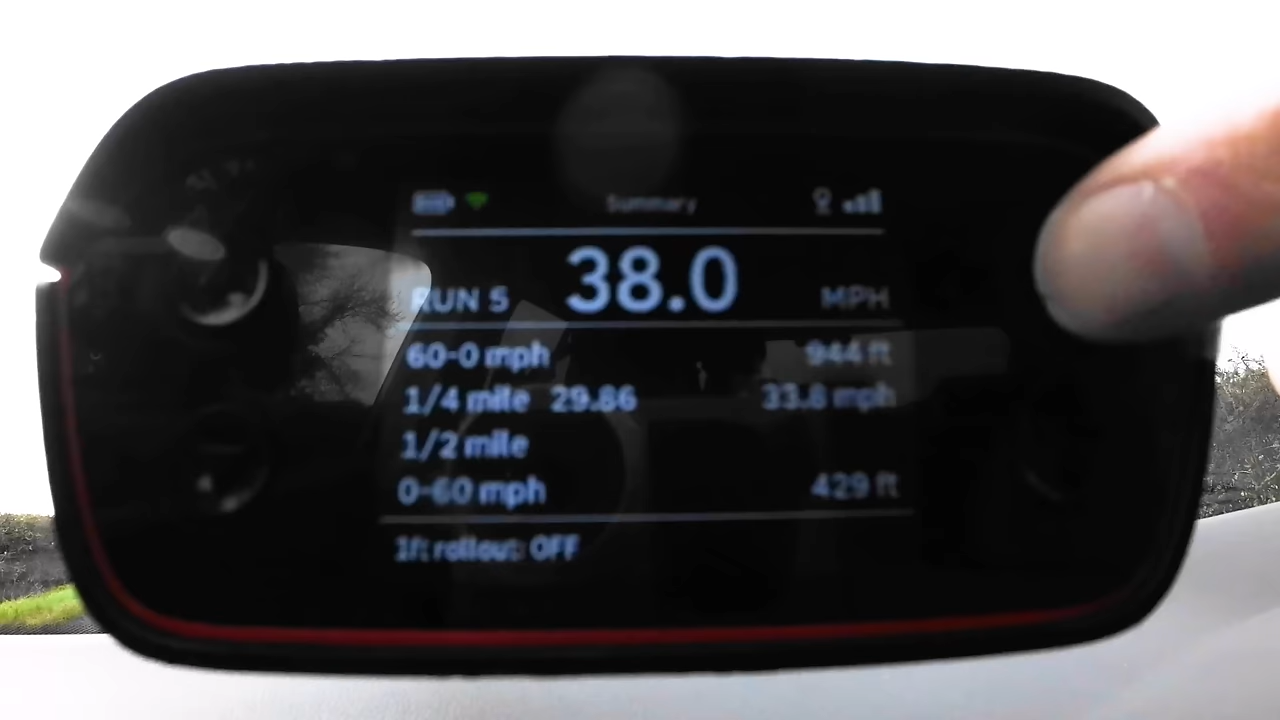 Summary
RUN 5 38.0 MPH
60-0 mph 944 ft
1/4 mile 29.86 33.8 mph
1/2 mile
0-60 mph 429 ft
1ft rollout: OFF